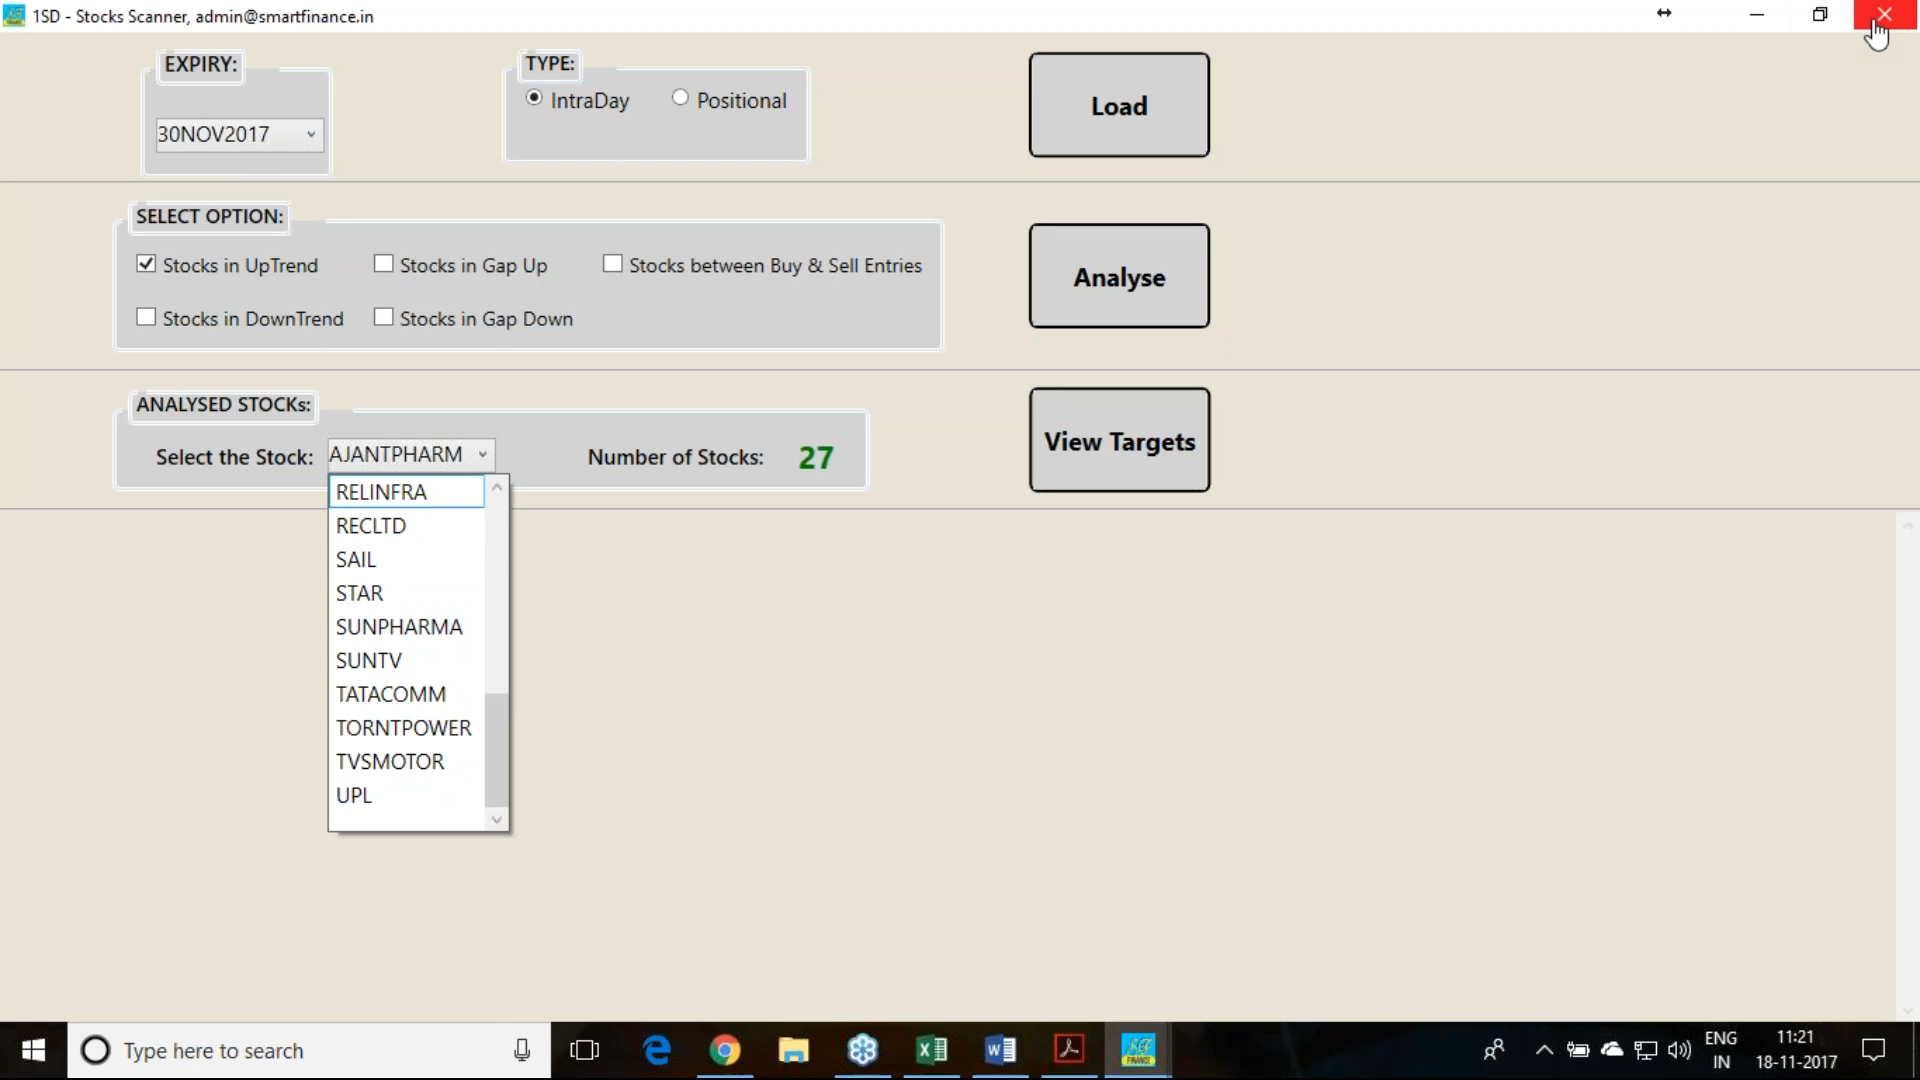 1SD - Stocks Scanner, admin@smartfinance.in
EXPIRY:
30NOV2017
TYPE:
IntraDay
Positional
Load
SELECT OPTION:
Stocks in UpTrend
Stocks in Gap Up
Stocks between Buy & Sell Entries
Stocks in DownTrend
Stocks in Gap Down
Analyse
ANALYSED STOCKs:
Select the Stock: AJANTPHARM
Number of Stocks: 27
View Targets
RELINFRA
RECLTD
SAIL
STAR
SUNPHARMA
SUNTV
TATACOMM
TORNTPOWER
TVSMOTOR
UPL
Type here to search
FINANCE
ENG
IN
11:21
18-11-2017